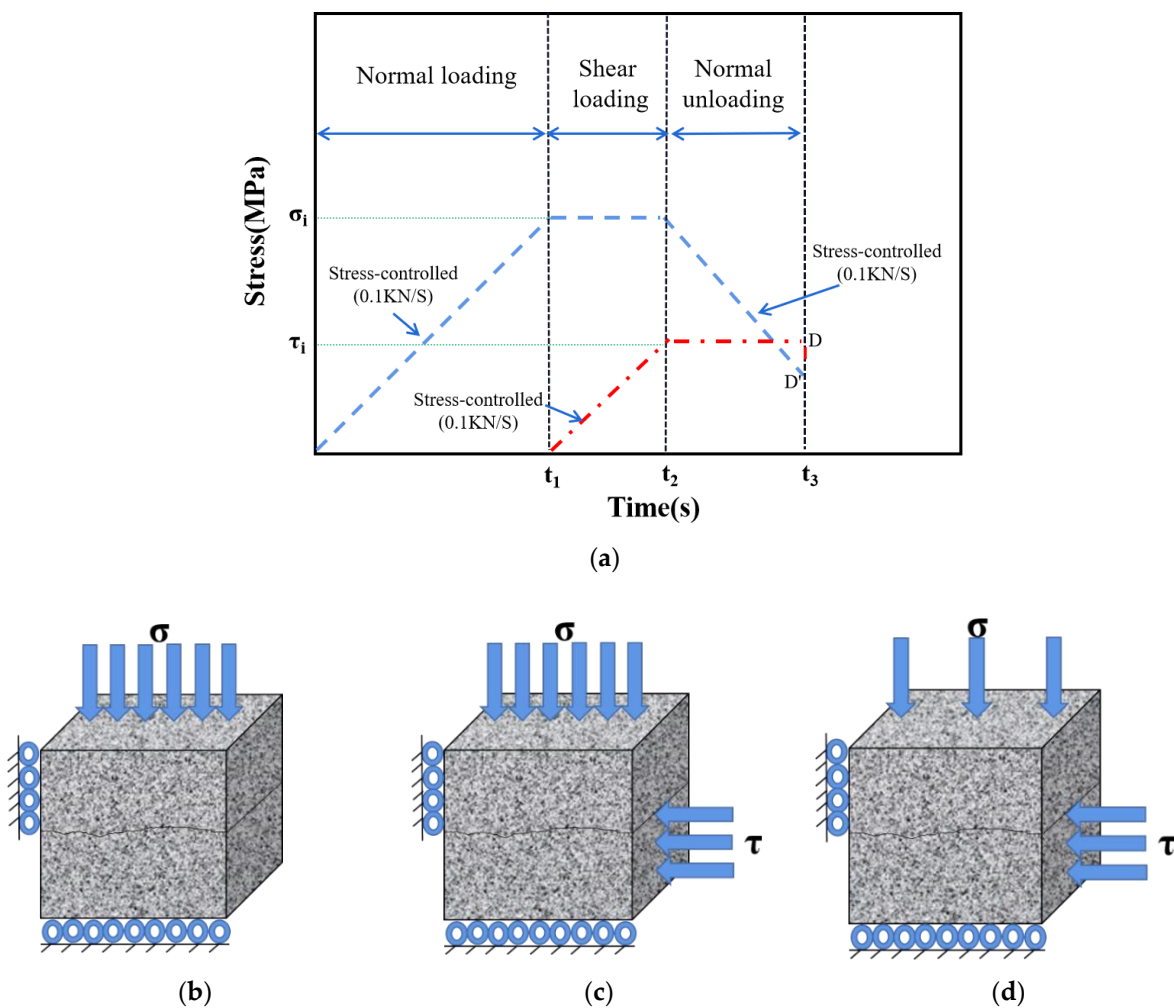 Normal loading
Shear
loading
Normal
unloading
Stress(MPa)
σi
τi
Stress-controlled
(0.1KN/S)
Stress-controlled
(0.1KN/S)
Stress-controlled
(0.1KN/S)
D
D'
t1
t2
t3
Time(s)
(a)
σ
σ
τ
σ
τ
(b)
(c)
(d)